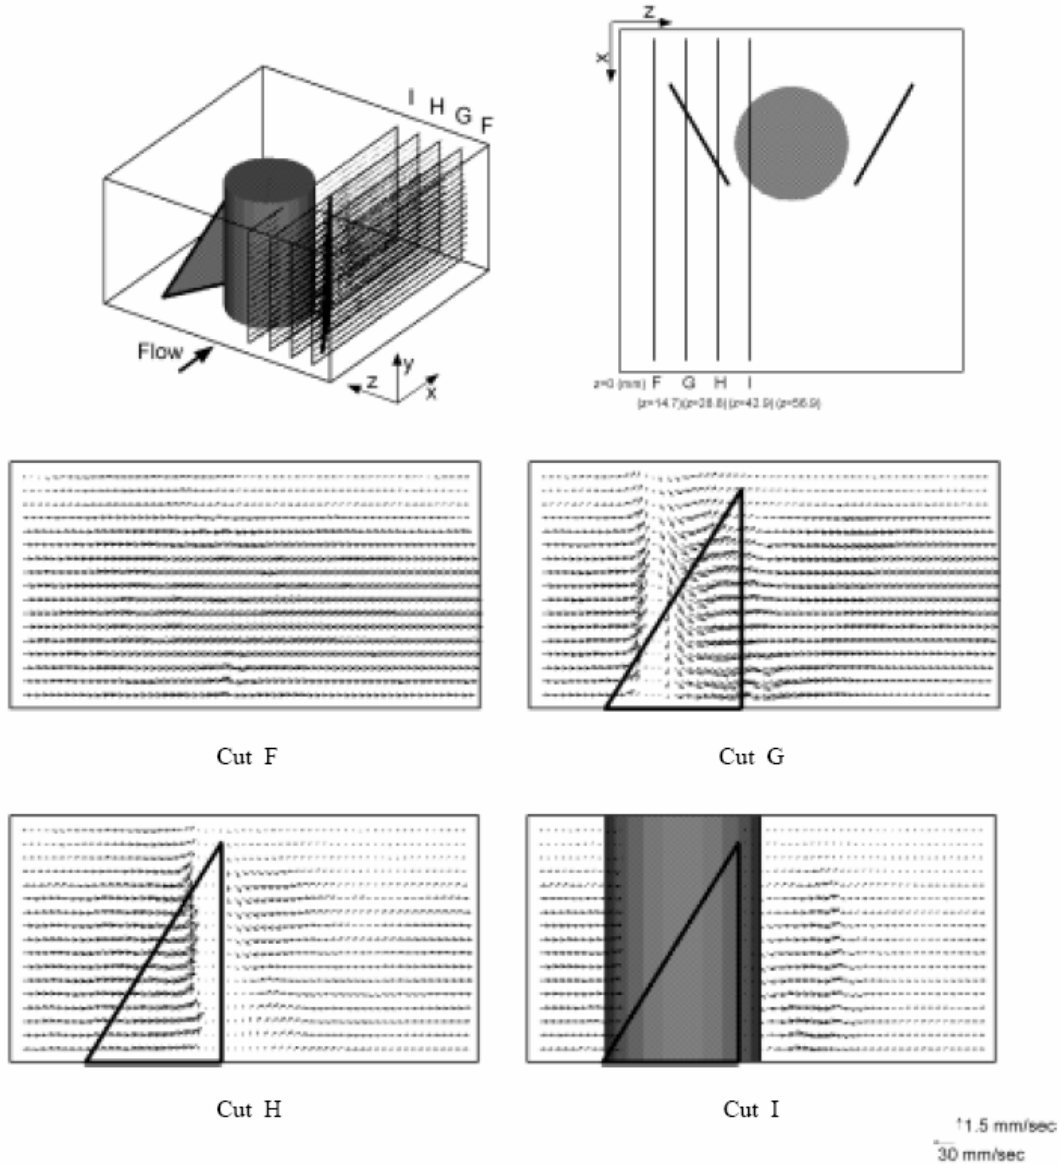 I H G F
Flow
y
z
x
z
x
z=0 (mm) F G H I
(z=14.7)(z=28.8)(z=42.9)(z=56.9)
Cut F
Cut G
Cut H
Cut I
↑1.5 mm/sec
30 mm/sec